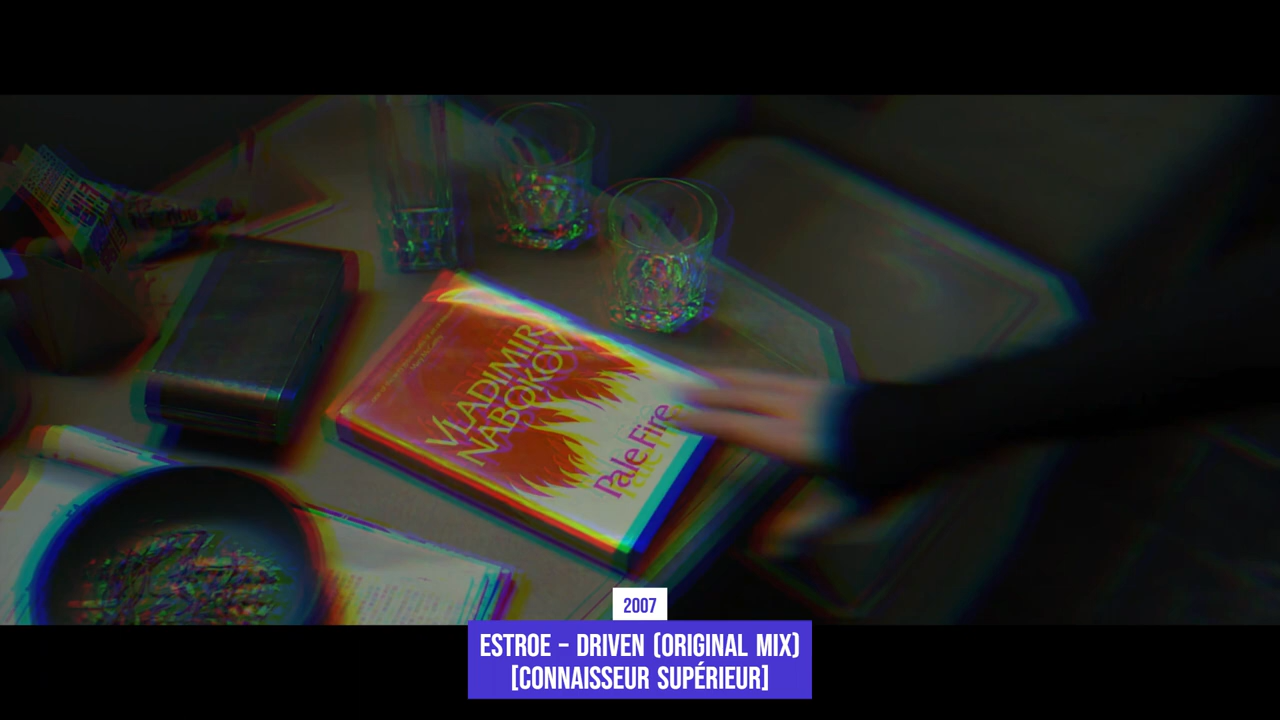 VLADIMIR
NABOKOV
Pale Fire
2007
ESTROE – DRIVEN (ORIGINAL MIX)
[CONNAISSEUR SUPÉRIEUR]